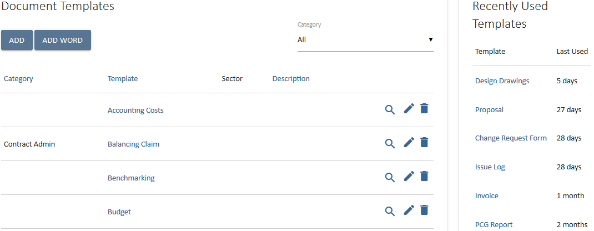 Document Templates
ADD ADD WORD
Category
All
Category Template Sector Description
Accounting Costs
Contract Admin Balancing Claim
Benchmarking
Budget
Recently Used
Templates
Template Last Used
Design Drawings 5 days
Proposal 27 days
Change Request Form 28 days
Issue Log 28 days
Invoice 1 month
PCG Report 2 months